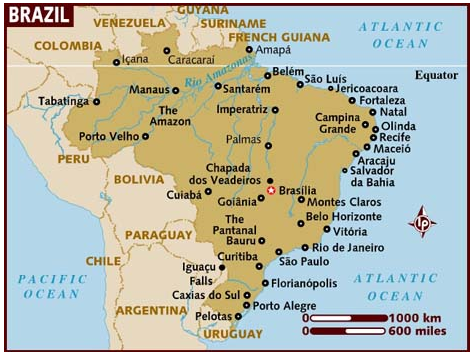 BRAZIL
GUYANA
VENEZUELA
SURINAME
FRENCH GUIANA
ATLANTIC
OCEAN
COLOMBIA
Içana
Caracaraí
Amapá
Rio Amazonas
Belém
São Luís
Equator
Jericoacoara
Tabatinga
Manaus
Santarém
Fortaleza
The
Amazon
Imperatriz
Natal
Campina
Grande
Olinda
Recife
Porto Velho
Palmas
Maceió
Aracaju
PERU
Chapada
dos Veadeiros
Salvador
da Bahia
BOLIVIA
Cuiabá
Brasília
Goiânia
Montes Claros
The
Pantanal
Belo Horizonte
Vitória
PARAGUAY
Bauru
Rio de Janeiro
LP
CHILE
Iguaçu
Falls
Curitiba
São Paulo
PACIFIC
OCEAN
Florianópolis
ATLANTIC
OCEAN
ARGENTINA
Caxias do Sul
Porto Alegre
Pelotas
URUGUAY
0 1000 km
0 600 miles